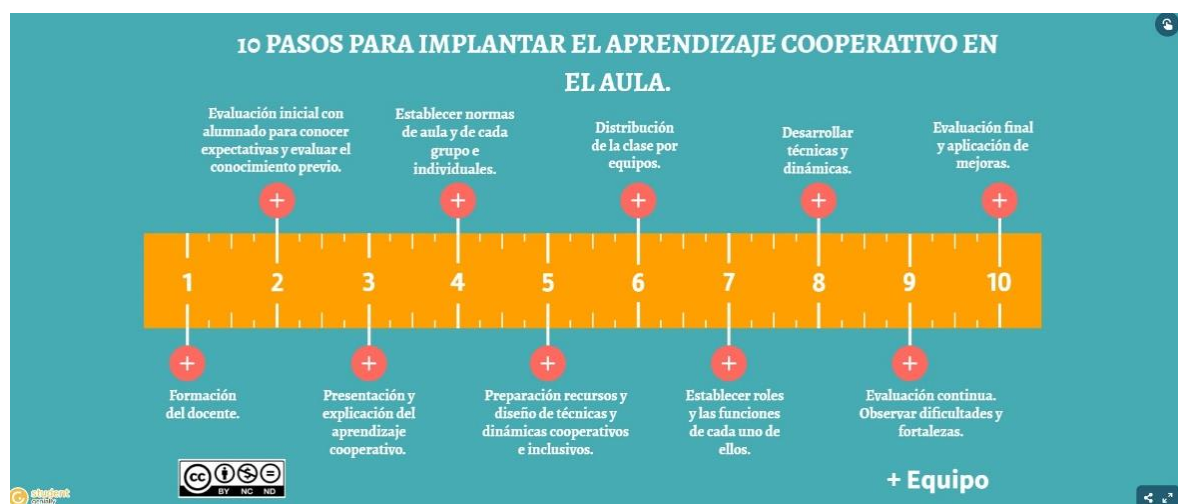 10 PASOS PARA IMPLANTAR EL APRENDIZAJE COOPERATIVO EN
EL AULA.
Evaluación inicial con
alumnado para conocer
expectativas y evaluar el
conocimiento previo.
Establecer normas
de aula y de cada
grupo e
individuales.
Distribución
de la clase por
equipos.
Desarrollar
técnicas y
dinámicas.
Evaluación final
y aplicación de
mejoras.
1 2 3 4 5 6 7 8 9 10
Formación
del docente.
Presentación y
explicación del
aprendizaje
cooperativo.
Preparación recursos y
diseño de técnicas y
dinámicas cooperativos
e inclusivos.
Establecer roles
y las funciones
de cada uno de
ellos.
Evaluación continua.
Observar dificultades y
fortalezas.
cc
BY NC ND
+ Equipo
student
genially